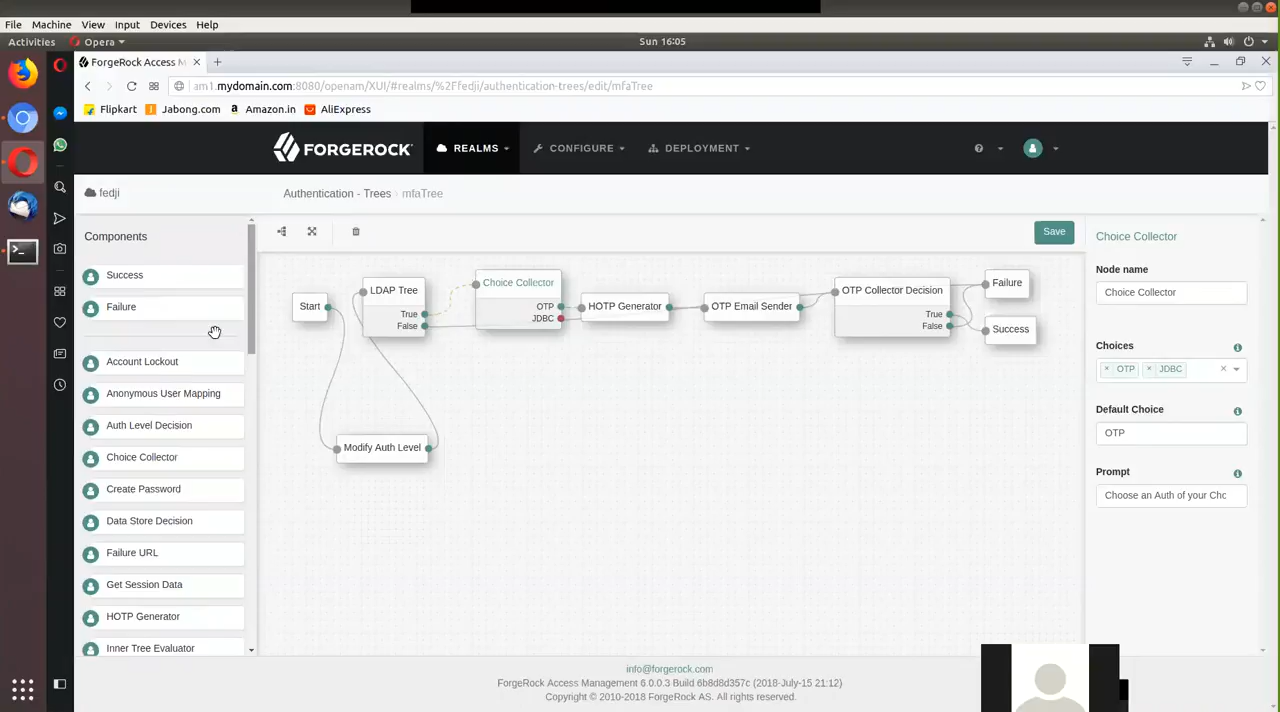 File Machine View Input Devices Help
Activities Opera Sun 16:05
ForgeRock Access M
am1.mydomain.com:8080/openam/XUI/#realms/%2Ffedji/authentication-trees/edit/mfaTree
Flipkart Jabong.com Amazon.in AliExpress
FORGEROCK REALMS CONFIGURE DEPLOYMENT
fedji Authentication - Trees mfaTree
Components
Success
Failure
Account Lockout
Anonymous User Mapping
Auth Level Decision
Choice Collector
Create Password
Data Store Decision
Failure URL
Get Session Data
HOTP Generator
Inner Tree Evaluator
Save
Start
LDAP Tree
True
False
Choice Collector
OTP
JDBC
HOTP Generator
OTP Email Sender
OTP Collector Decision
True
False
Failure
Success
Modify Auth Level
Choice Collector
Node name
Choice Collector
Choices
× OTP × JDBC
Default Choice
OTP
Prompt
Choose an Auth of your Chc
info@forgerock.com
ForgeRock Access Management 6.0.0.3 Build 6b8d8d357c (2018-July-15 21:12)
Copyright © 2010-2018 ForgeRock AS. All rights reserved.